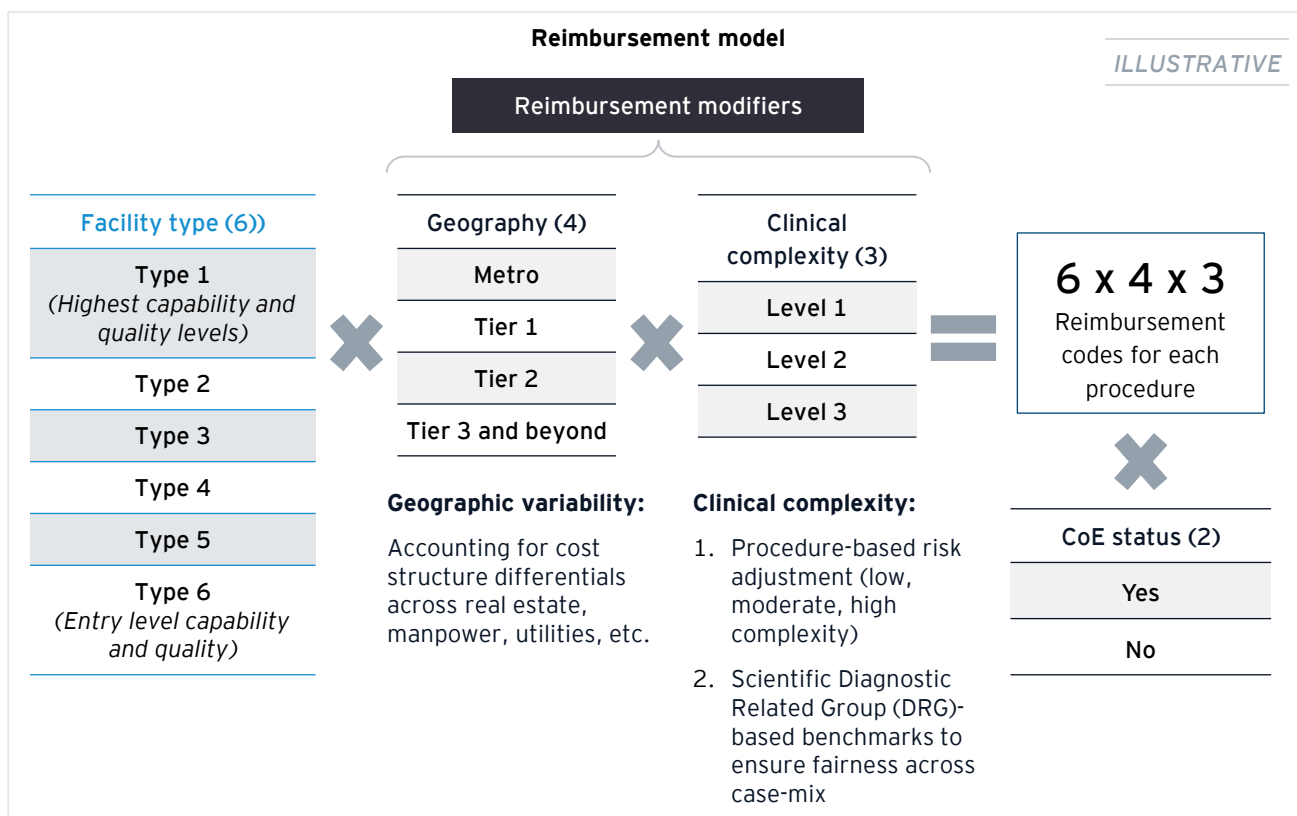 Reimbursement model
ILLUSTRATIVE
Reimbursement modifiers
Facility type (6))
Type 1
(Highest capability and
quality levels)
Type 2
Type 3
Type 4
Type 5
Type 6
(Entry level capability
and quality)
Geography (4)
Metro
Tier 1
Tier 2
Tier 3 and beyond
Geographic variability:
Accounting for cost
structure differentials
across real estate,
manpower, utilities, etc.
Clinical
complexity (3)
Level 1
Level 2
Level 3
Clinical complexity:
1. Procedure-based risk
adjustment (low,
moderate, high
complexity)
2. Scientific Diagnostic
Related Group (DRG)-
based benchmarks to
ensure fairness across
case-mix
6 x 4 x 3
Reimbursement
codes for each
procedure
CoE status (2)
Yes
No